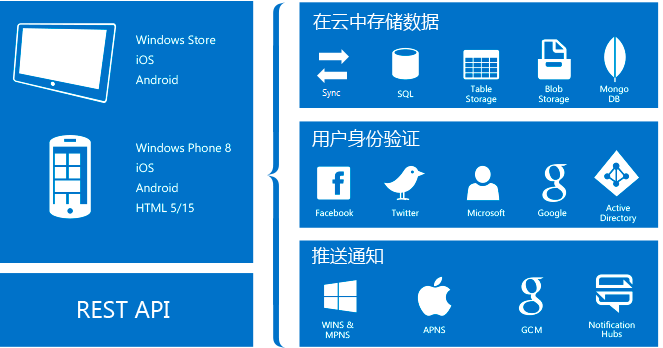 Windows Store
iOS
Android
Windows Phone 8
iOS
Android
HTML 5/15
REST API
在云中存储数据
Sync
SQL
Table
Storage
Blob
Storage
Mongo
DB
用户身份验证
Facebook
Twitter
Microsoft
Google
Active
Directory
推送通知
WINS &
MPNS
APNS
GCM
Notification
Hubs